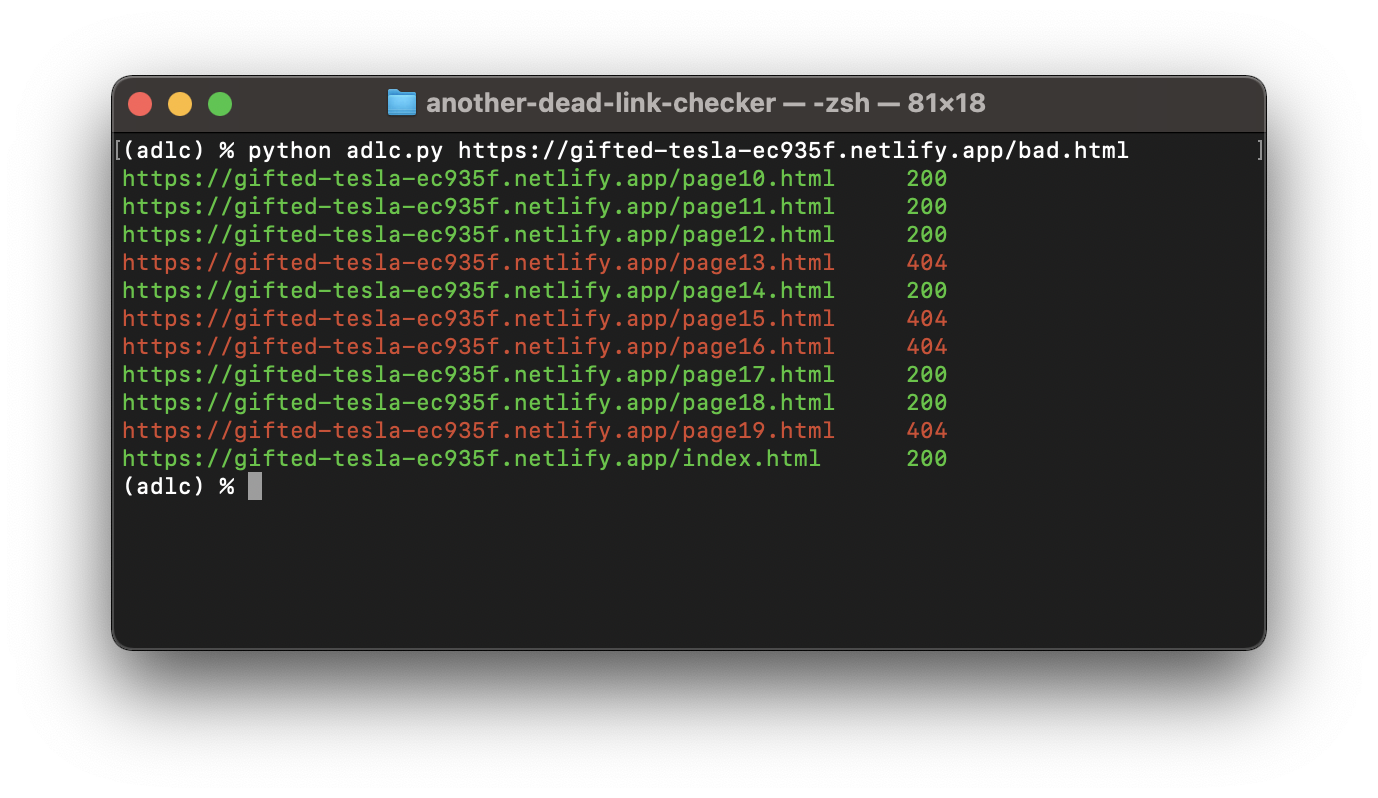 another-dead-link-checker — -zsh — 81×18
[(adlc) % python adlc.py https://gifted-tesla-ec935f.netlify.app/bad.html ]
https://gifted-tesla-ec935f.netlify.app/page10.html 200
https://gifted-tesla-ec935f.netlify.app/page11.html 200
https://gifted-tesla-ec935f.netlify.app/page12.html 200
https://gifted-tesla-ec935f.netlify.app/page13.html 404
https://gifted-tesla-ec935f.netlify.app/page14.html 200
https://gifted-tesla-ec935f.netlify.app/page15.html 404
https://gifted-tesla-ec935f.netlify.app/page16.html 404
https://gifted-tesla-ec935f.netlify.app/page17.html 200
https://gifted-tesla-ec935f.netlify.app/page18.html 200
https://gifted-tesla-ec935f.netlify.app/page19.html 404
https://gifted-tesla-ec935f.netlify.app/index.html 200
(adlc) %